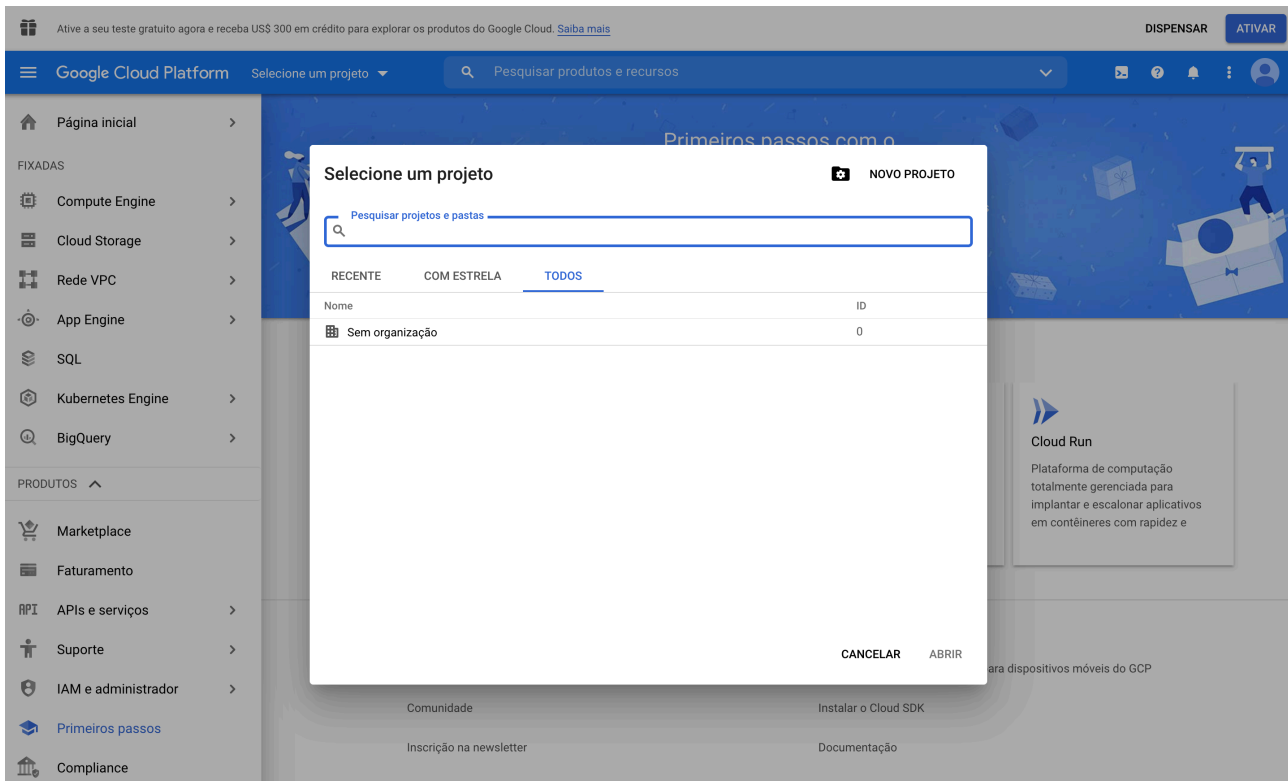 Ative a seu teste gratuito agora e receba US$ 300 em crédito para explorar os produtos do Google Cloud. Saiba mais
DISPENSAR
ATIVAR
Google Cloud Platform
Selecione um projeto
Pesquisar produtos e recursos
Página inicial
FIXADAS
Compute Engine
Cloud Storage
Rede VPC
App Engine
SQL
Kubernetes Engine
BigQuery
PRODUTOS
Marketplace
Faturamento
API APIs e serviços
Suporte
IAM e administrador
Primeiros passos
Compliance
Primeiros passos com o
Selecione um projeto
NOVO PROJETO
Pesquisar projetos e pastas
RECENTE COM ESTRELA TODOS
Nome ID
Sem organização 0
CANCELAR ABRIR
Cloud Run
Plataforma de computação
totalmente gerenciada para
implantar e escalonar aplicativos
em contêineres com rapidez e
para dispositivos móveis do GCP
Comunidade
Instalar o Cloud SDK
Inscrição na newsletter
Documentação